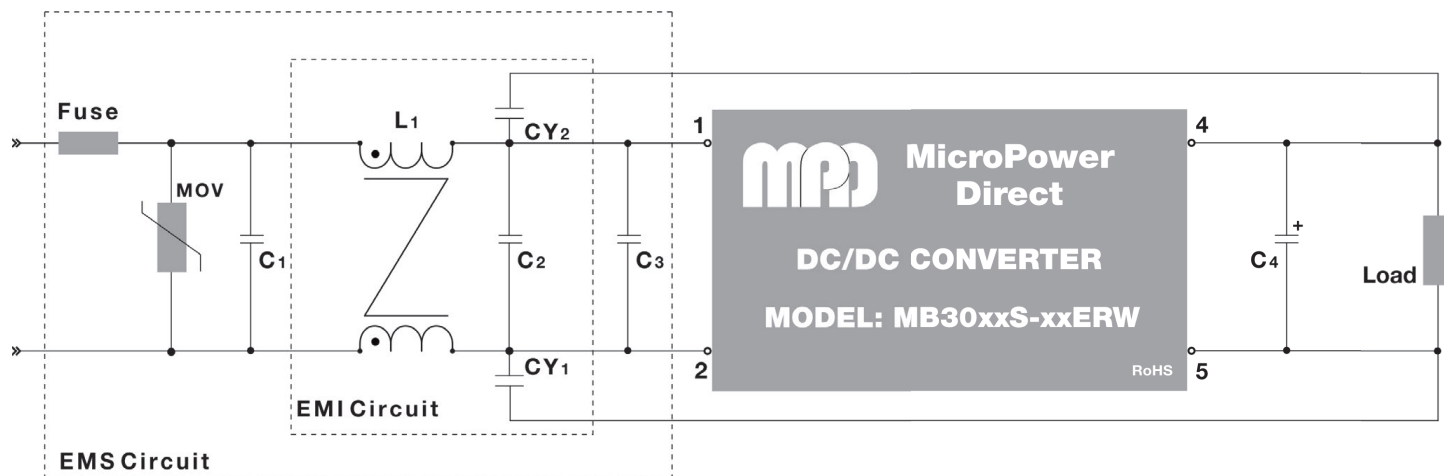 Fuse
L1
CY2
1
4
MPD
MicroPower
Direct
MOV
C1
C2
C3
DC/DC CONVERTER
C4
+
Load
MODEL: MB30xxS-xxERW
CY1
2
5
RoHS
EMI Circuit
EMS Circuit